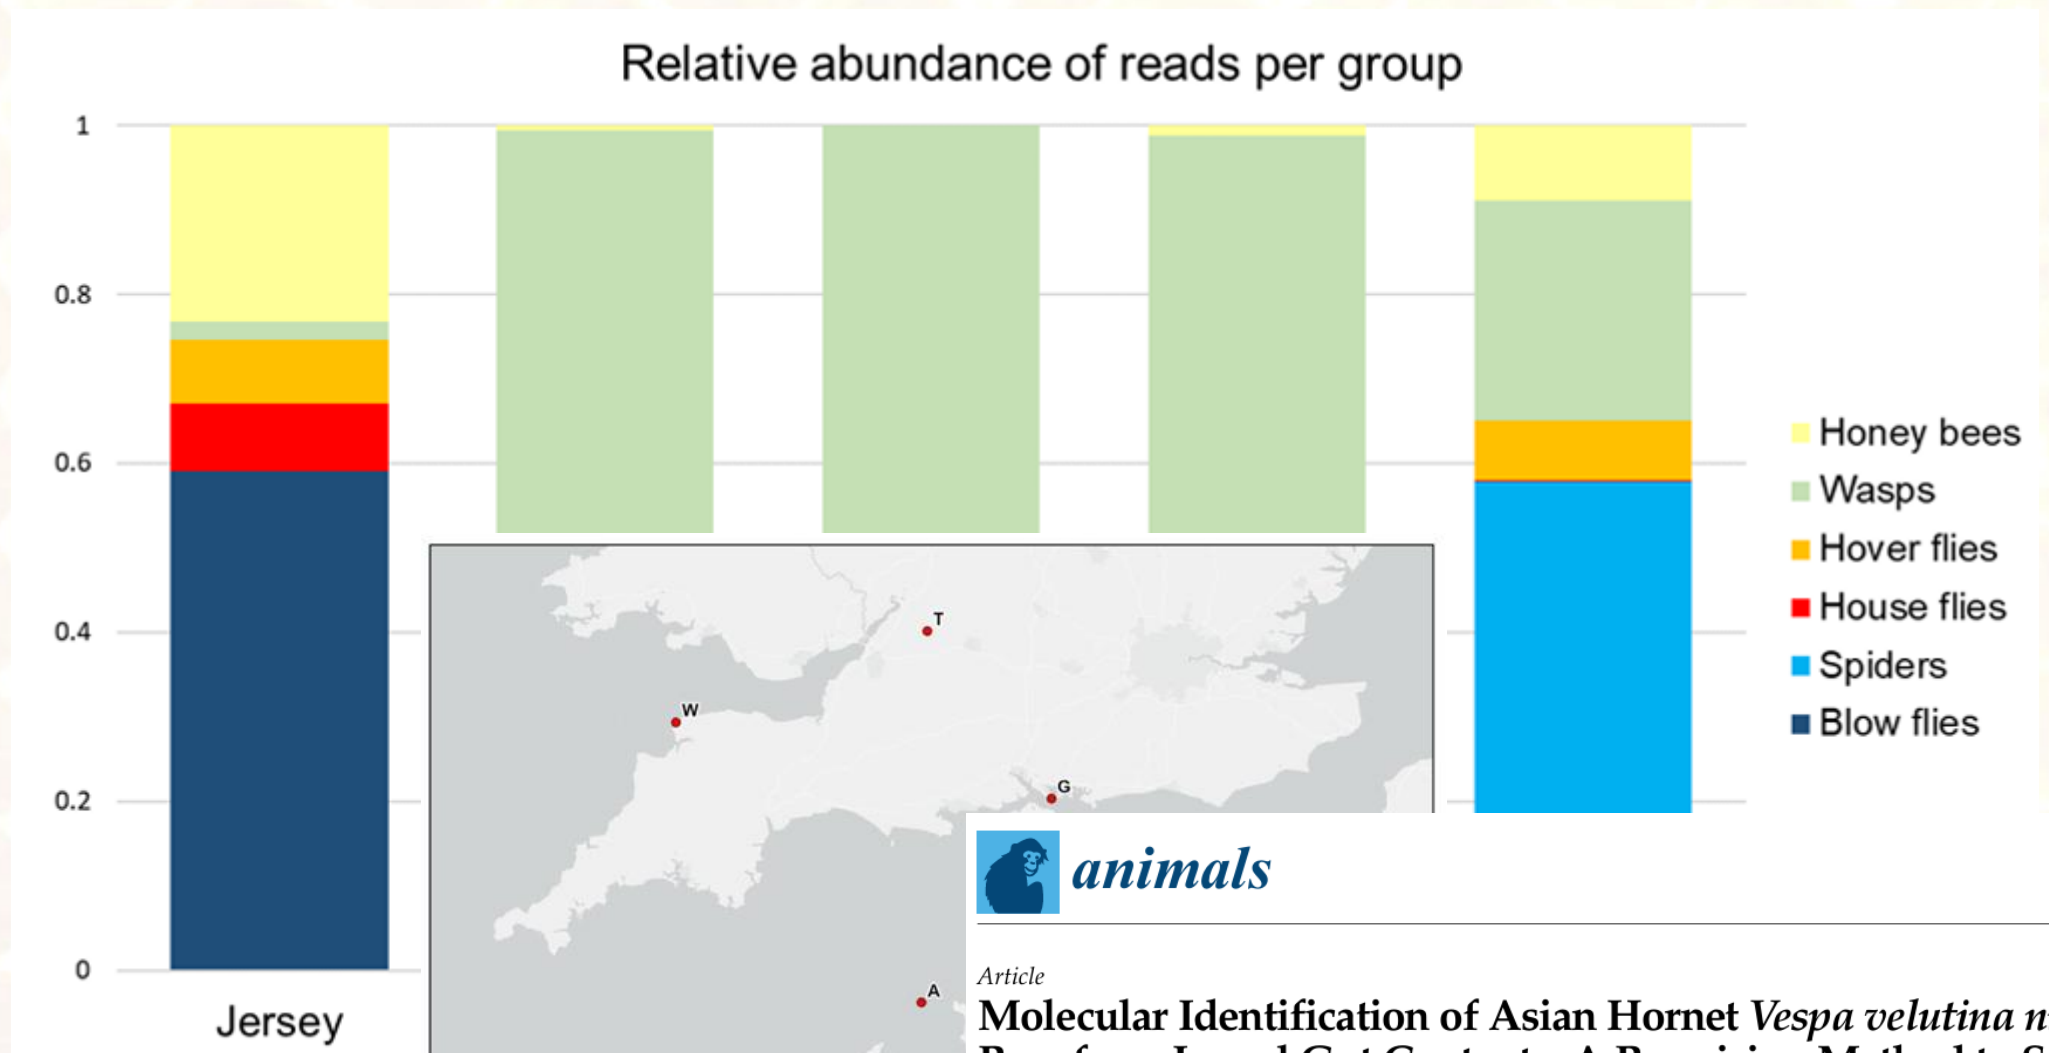 Relative abundance of reads per group
1
0.8
0.6
0.4
0.2
0
Jersey
Honey bees
Wasps
Hover flies
House flies
Spiders
Blow flies
T
W
G
A
animals
Article
Molecular Identification of Asian Hornet Vespa velutina n